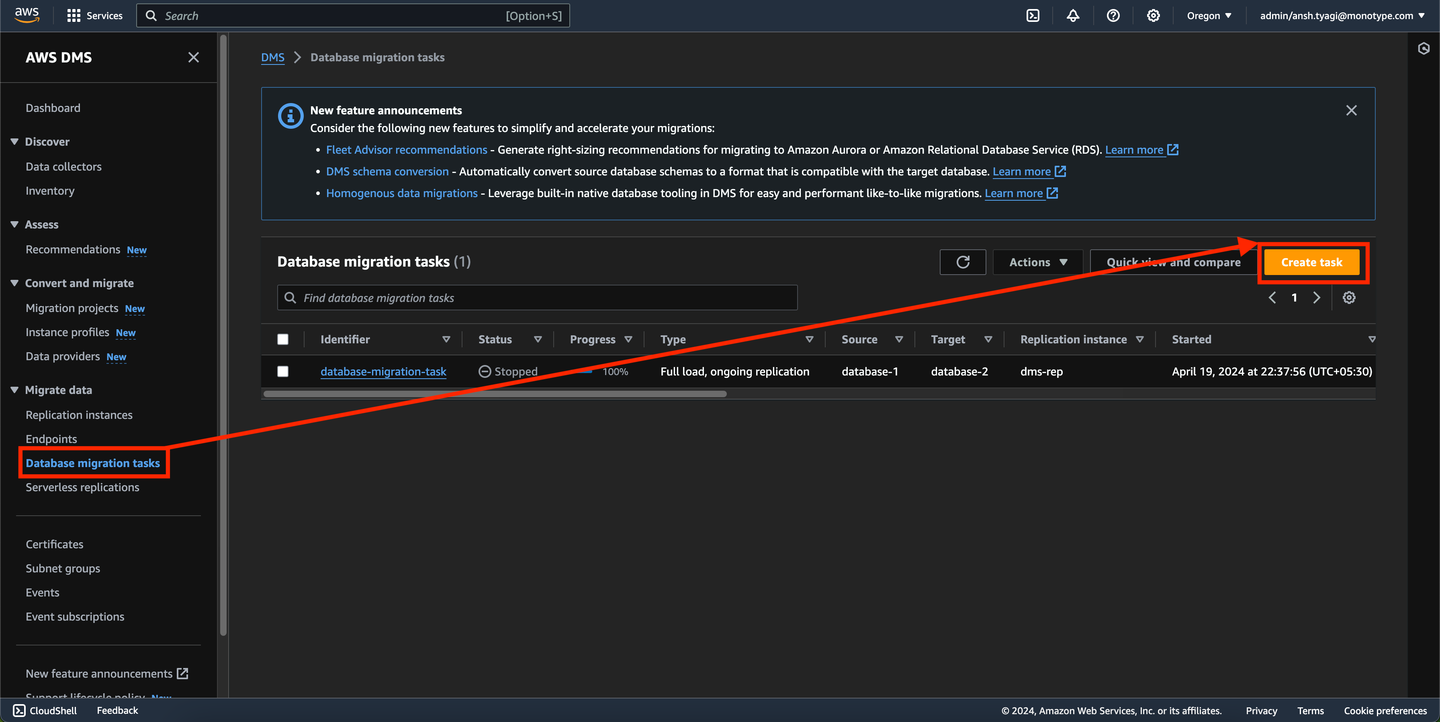 aws Services Search [Option+S] Oregon admin/ansh.tyagi@monotype.com
AWS DMS
Dashboard
Discover
Data collectors
Inventory
Assess
Recommendations New
Convert and migrate
Migration projects New
Instance profiles New
Data providers New
Migrate data
Replication instances
Endpoints
Database migration tasks
Serverless replications
Certificates
Subnet groups
Events
Event subscriptions
New feature announcements
Support lifecycle policy New
DMS > Database migration tasks
New feature announcements
Consider the following new features to simplify and accelerate your migrations:
• Fleet Advisor recommendations - Generate right-sizing recommendations for migrating to Amazon Aurora or Amazon Relational Database Service (RDS). Learn more
• DMS schema conversion - Automatically convert source database schemas to a format that is compatible with the target database. Learn more
• Homogenous data migrations - Leverage built-in native database tooling in DMS for easy and performant like-to-like migrations. Learn more
Database migration tasks (1) Actions Quick view and compare Create task
Find database migration tasks 1
Identifier Status Progress Type Source Target Replication instance Started
database-migration-task Stopped 100% Full load, ongoing replication database-1 database-2 dms-rep April 19, 2024 at 22:37:56 (UTC+05:30)
CloudShell Feedback © 2024, Amazon Web Services, Inc. or its affiliates. Privacy Terms Cookie preferences